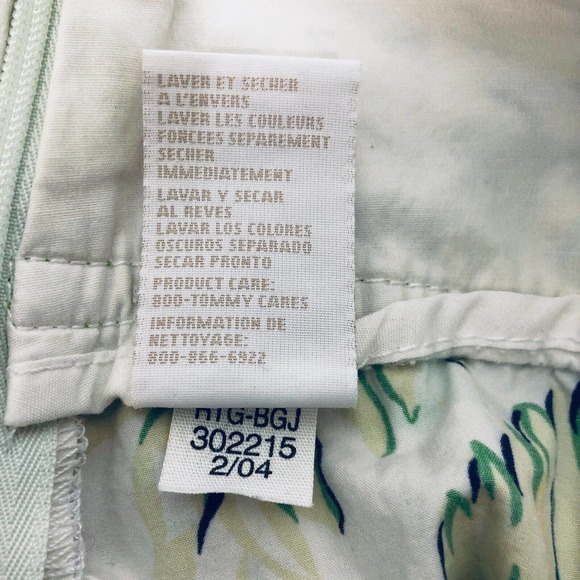 LAVER ET SECHER
A L'ENVERS
LAVER LES COULEURS
FONCEES SEPAREMENT
SECHER
IMMEDIATEMENT
LAVAR Y SECAR
AL REVES
LAVAR LOS COLORES
OSCUROS SEPARADO
SECAR PRONTO
PRODUCT CARE:
800-TOMMY CARES
INFORMATION DE
NETTOYAGE:
800-866-6922
HTG-BGJ
302215
2/04